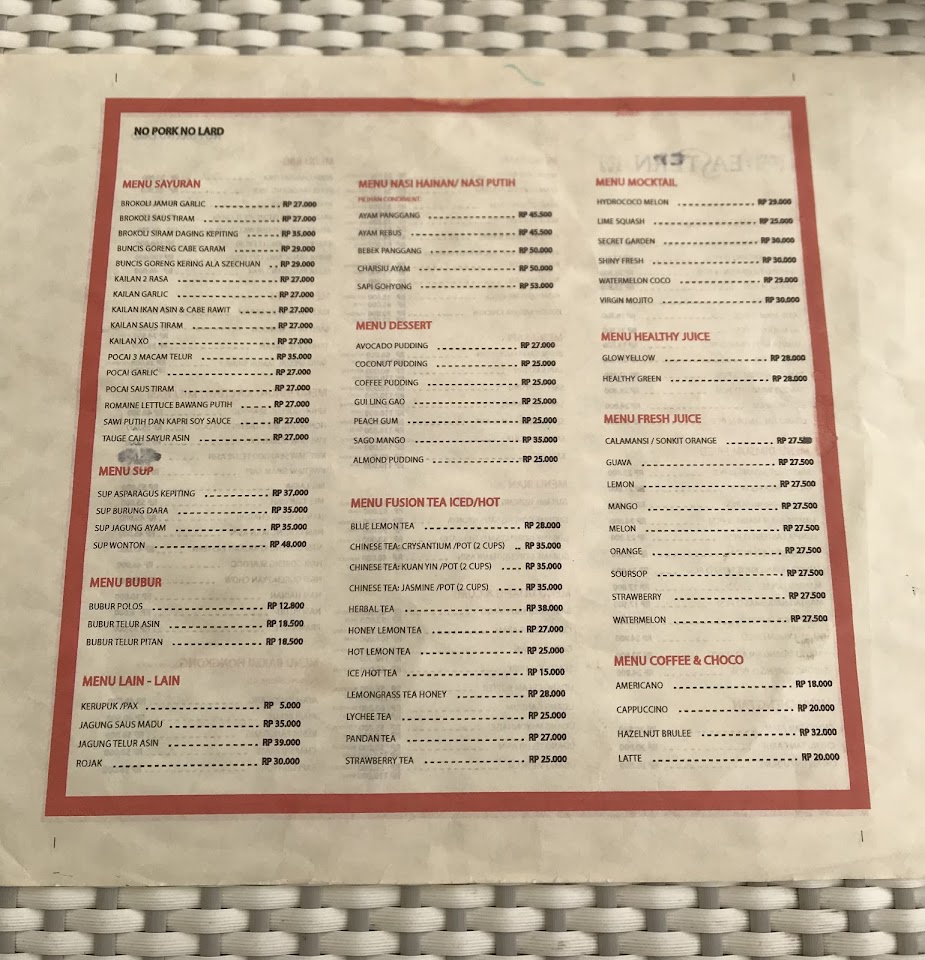 NO PORK NO LARD
MENU SAYURAN
BROKOLI JAMUR GARLIC RP 27.000
BROKOLI SAUS TIRAM RP 27.000
BROKOLI SIRAM DAGING KEPITING RP 35.000
BUNCIS GORENG CABE GARAM RP 29.000
BUNCIS GORENG KERING ALA SZECHUAN RP 29.000
KAILAN 2 RASA RP 27.000
KAILAN GARLIC RP 27.000
KAILAN IKAN ASIN & CABE RAWIT RP 27.000
KAILAN SAUS TIRAM RP 27.000
KAILAN XO RP 27.000
POCAI 3 MACAM TELUR RP 35.000
POCAI GARLIC RP 27.000
POCAI SAUS TIRAM RP 27.000
ROMAINE LETTUCE BAWANG PUTIH RP 27.000
SAWI PUTIH DAN KAPRI SOY SAUCE RP 27.000
TAUGE CAH SAYUR ASIN RP 27.000
MENU SUP
SUP ASPARAGUS KEPITING RP 37.000
SUP BURUNG DARA RP 35.000
SUP JAGUNG AYAM RP 35.000
SUP WONTON RP 48.000
MENU BUBUR
BUBUR POLOS RP 12.800
BUBUR TELUR ASIN RP 18.500
BUBUR TELUR PITAN RP 18.500
MENU LAIN - LAIN
KERUPUK /PAX RP 5.000
JAGUNG SAUS MADU RP 35.000
JAGUNG TELUR ASIN RP 39.000
ROJAK RP 30.000
MENU NASI HAINAN/ NASI PUTIH
PILIHAN CONDIMENT:
AYAM PANGGANG RP 45.500
AYAM REBUS RP 45.500
BEBEK PANGGANG RP 50.000
CHARSIU AYAM RP 50.000
SAPI GOHYONG RP 53.000
MENU DESSERT
AVOCADO PUDDING RP 27.000
COCONUT PUDDING RP 25.000
COFFEE PUDDING RP 25.000
GUI LING GAO RP 25.000
PEACH GUM RP 25.000
SAGO MANGO RP 35.000
ALMOND PUDDING RP 25.000
MENU FUSION TEA ICED/HOT
BLUE LEMON TEA RP 28.000
CHINESE TEA: CRYSANTIUM /POT (2 CUPS) RP 35.000
CHINESE TEA: KUAN YIN /POT (2 CUPS) RP 35.000
CHINESE TEA: JASMINE /POT (2 CUPS) RP 35.000
HERBAL TEA RP 38.000
HONEY LEMON TEA RP 27.000
HOT LEMON TEA RP 25.000
ICE /HOT TEA RP 15.000
LEMONGRASS TEA HONEY RP 28.000
LYCHEE TEA RP 25.000
PANDAN TEA RP 27.000
STRAWBERRY TEA RP 25.000
MENU MOCKTAIL
HYDROCOCO MELON RP 29.000
LIME SQUASH RP 25.000
SECRET GARDEN RP 30.000
SHINY FRESH RP 30.000
WATERMELON COCO RP 29.000
VIRGIN MOJITO RP 30.000
MENU HEALTHY JUICE
GLOW YELLOW RP 28.000
HEALTHY GREEN RP 28.000
MENU FRESH JUICE
CALAMANSI / SONKIT ORANGE RP 27.500
GUAVA RP 27.500
LEMON RP 27.500
MANGO RP 27.500
MELON RP 27.500
ORANGE RP 27.500
SOURSOP RP 27.500
STRAWBERRY RP 27.500
WATERMELON RP 27.500
MENU COFFEE & CHOCO
AMERICANO RP 18.000
CAPPUCCINO RP 20.000
HAZELNUT BRULEE RP 32.000
LATTE RP 20.000